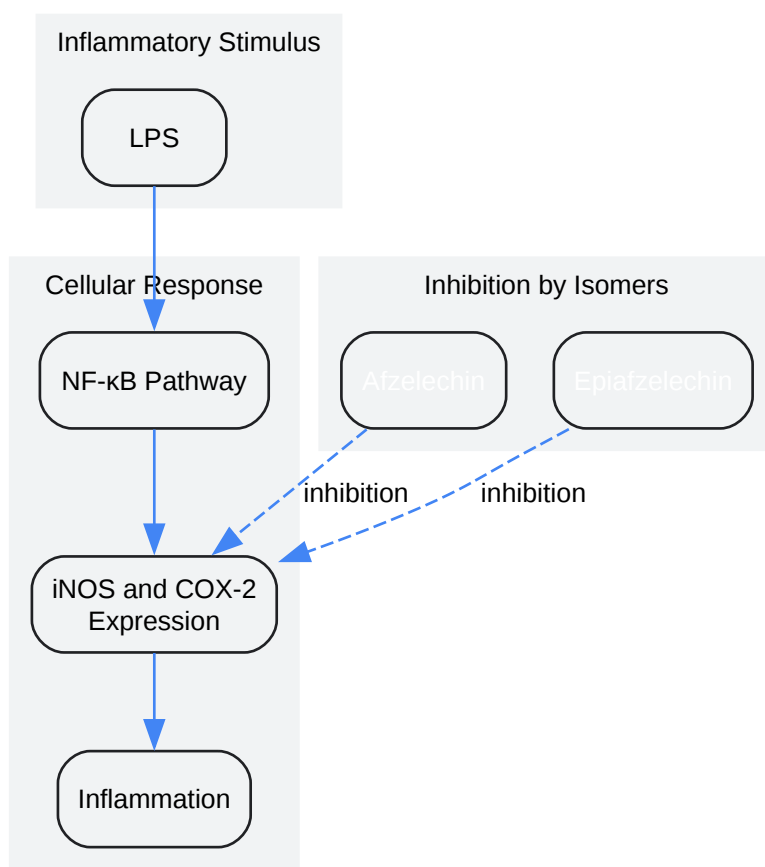 Inflammatory Stimulus
LPS
Cellular Response
Inhibition by Isomers
NF-κB Pathway
Afzelechin
Epiafzelechin
inhibition
inhibition
iNOS and COX-2
Expression
Inflammation